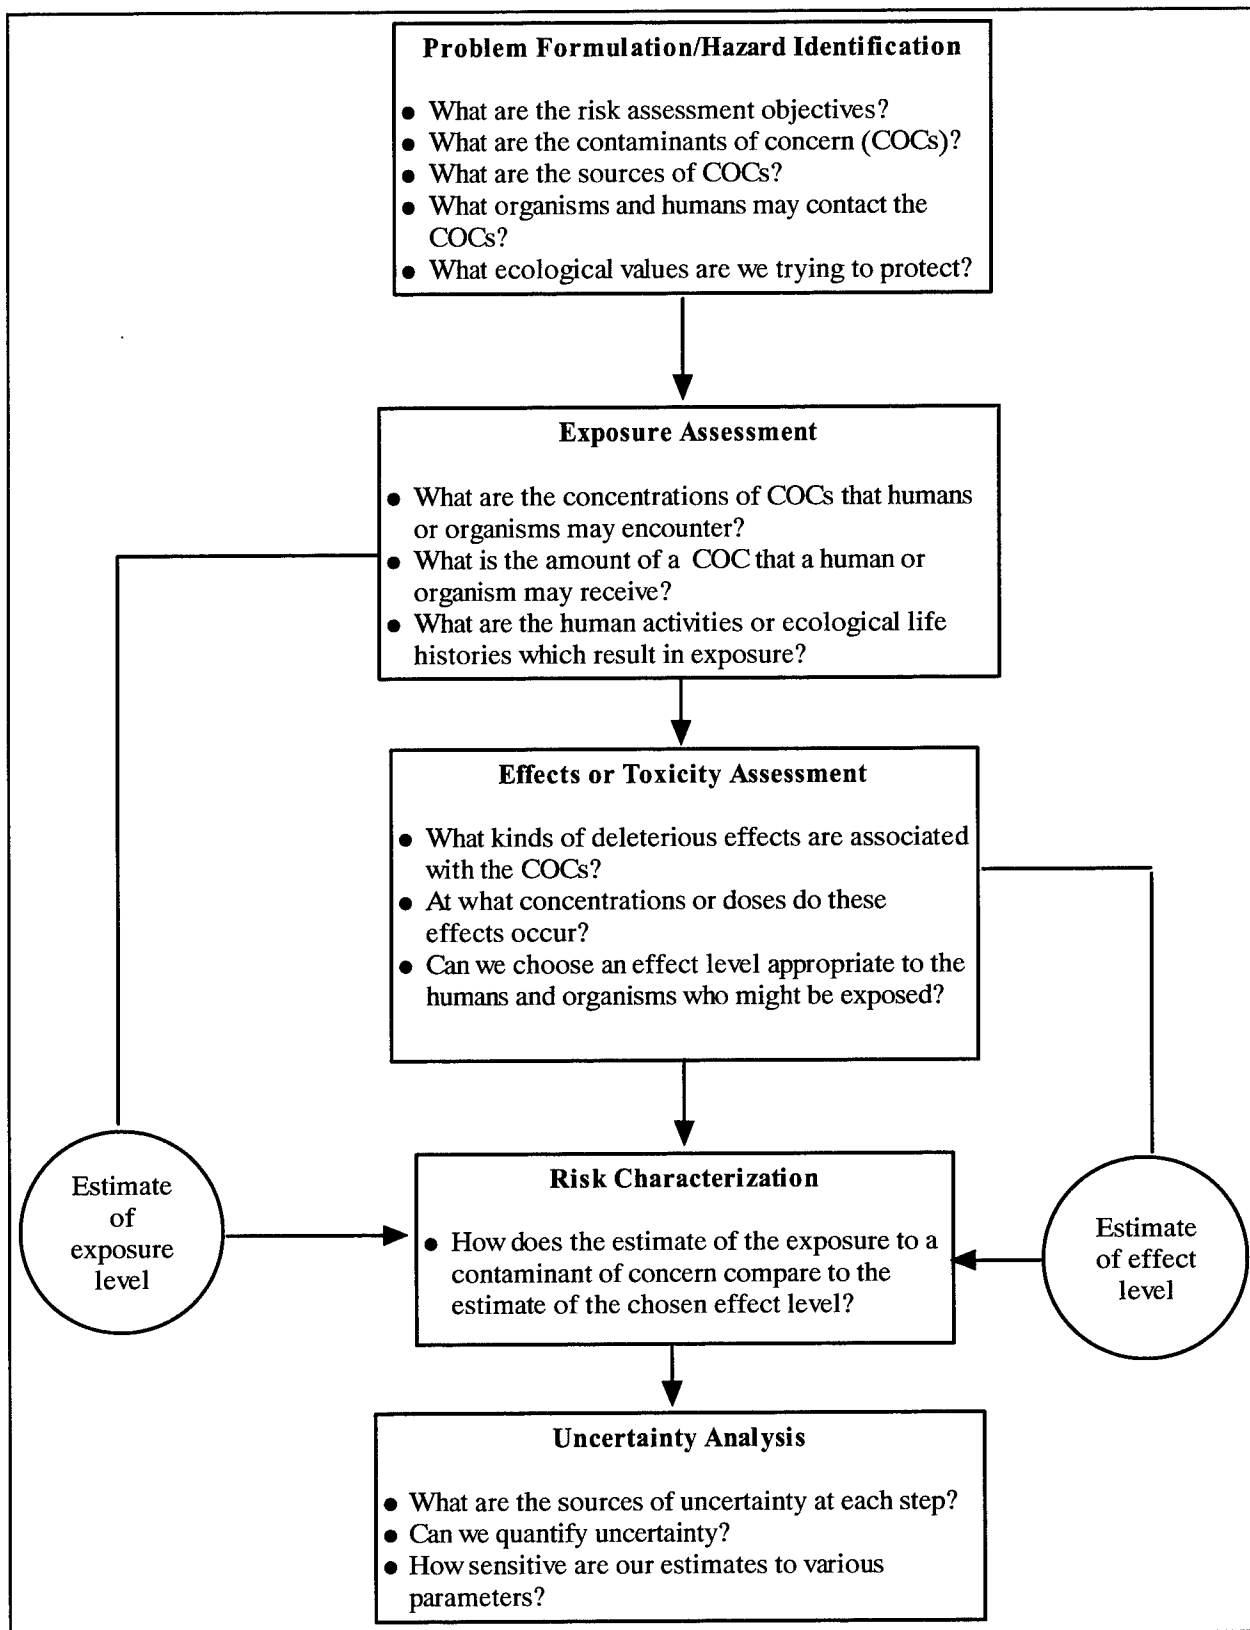 Problem Formulation/Hazard Identification
● What are the risk assessment objectives?
● What are the contaminants of concern (COCs)?
● What are the sources of COCs?
● What organisms and humans may contact the
COCs?
● What ecological values are we trying to protect?
Exposure Assessment
● What are the concentrations of COCs that humans
or organisms may encounter?
● What is the amount of a COC that a human or
organism may receive?
● What are the human activities or ecological life
histories which result in exposure?
Effects or Toxicity Assessment
● What kinds of deleterious effects are associated
with the COCs?
● At what concentrations or doses do these
effects occur?
● Can we choose an effect level appropriate to the
humans and organisms who might be exposed?
Estimate
of
exposure
level
Risk Characterization
● How does the estimate of the exposure to a
contaminant of concern compare to the
estimate of the chosen effect level?
Estimate
of effect
level
Uncertainty Analysis
● What are the sources of uncertainty at each step?
● Can we quantify uncertainty?
● How sensitive are our estimates to various
parameters?